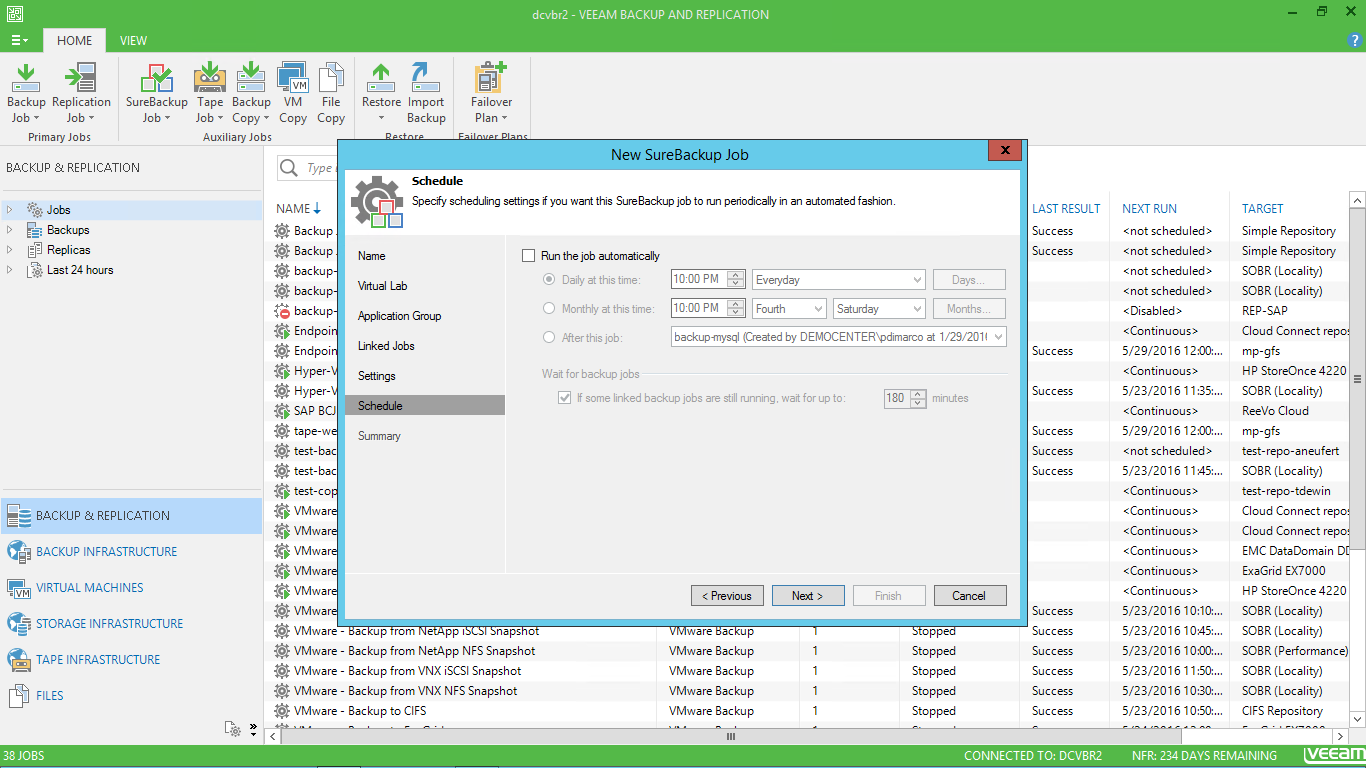 dcvbr2 - VEEAM BACKUP AND REPLICATION
HOME VIEW
Backup Job Replication Job SureBackup Job Tape Job Backup Copy VM Copy File Copy Restore Import Backup Failover Plan
Primary Jobs Auxiliary Jobs Restore Failover Plans
BACKUP & REPLICATION
Jobs
Backups
Replicas
Last 24 hours
BACKUP & REPLICATION
BACKUP INFRASTRUCTURE
VIRTUAL MACHINES
STORAGE INFRASTRUCTURE
TAPE INFRASTRUCTURE
FILES
New SureBackup Job
Schedule
Specify scheduling settings if you want this SureBackup job to run periodically in an automated fashion.
Name
Virtual Lab
Application Group
Linked Jobs
Settings
Schedule
Summary
Run the job automatically
Daily at this time: 10:00 PM Everyday Days...
Monthly at this time: 10:00 PM Fourth Saturday Months...
After this job: backup-mysql (Created by DEMOCENTER\pdimarco at 1/29/2016
Wait for backup jobs
If some linked backup jobs are still running, wait for up to: 180 minutes
< Previous Next > Finish Cancel
Type
NAME LAST RESULT NEXT RUN TARGET
Backup Success <not scheduled> Simple Repository
Backup Success <not scheduled> Simple Repository
backup- <not scheduled> SOBR (Locality)
backup- <not scheduled> SOBR (Locality)
backup- <Disabled> REP-SAP
Endpoin <Continuous> Cloud Connect repos
Endpoin Success 5/29/2016 12:00:... mp-gfs
Hyper-V <Continuous> HP StoreOnce 4220
Hyper-V Success 5/23/2016 11:35:... SOBR (Locality)
SAP BCJ <Continuous> ReeVo Cloud
tape-we Success 5/29/2016 12:00:... mp-gfs
test-bac Success <not scheduled> test-repo-aneufert
test-bac Success 5/23/2016 11:45:... SOBR (Locality)
test-cop <Continuous> test-repo-tdewin
VMware <Continuous> Cloud Connect repos
VMware <Continuous> Cloud Connect repos
VMware <Continuous> EMC DataDomain DD
VMware <Continuous> ExaGrid EX7000
VMware <Continuous> HP StoreOnce 4220
VMware Success 5/23/2016 10:10:... SOBR (Locality)
VMware - Backup from NetApp iSCSI Snapshot VMware Backup 1 Stopped Success 5/23/2016 10:45:... SOBR (Locality)
VMware - Backup from NetApp NFS Snapshot VMware Backup 1 Stopped Success 5/23/2016 10:00:... SOBR (Performance)
VMware - Backup from VNX iSCSI Snapshot VMware Backup 1 Stopped Success 5/23/2016 11:50:... SOBR (Locality)
VMware - Backup from VNX NFS Snapshot VMware Backup 1 Stopped Success 5/23/2016 10:30:... SOBR (Locality)
VMware - Backup to CIFS VMware Backup 1 Stopped Success 5/23/2016 10:50:... CIFS Repository
38 JOBS CONNECTED TO: DCVBR2 NFR: 234 DAYS REMAINING veeam